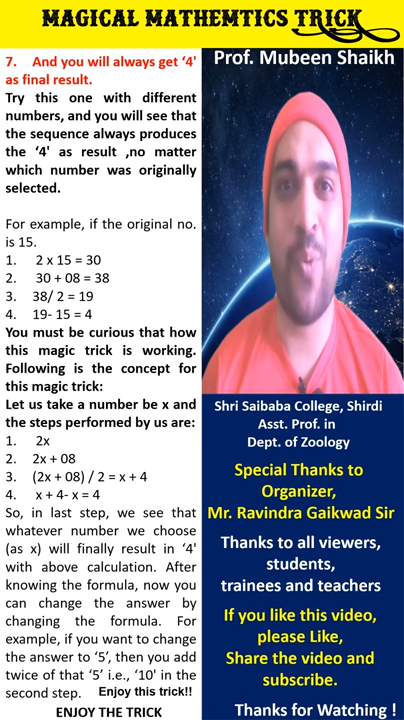 MAGICAL MATHEMTICS TRICK
7. And you will always get ‘4'
as final result.
Try this one with different
numbers, and you will see that
the sequence always produces
the ‘4' as result ,no matter
which number was originally
selected.
For example, if the original no.
is 15.
1. 2 x 15 = 30
2. 30 + 08 = 38
3. 38/ 2 = 19
4. 19- 15 = 4
You must be curious that how
this magic trick is working.
Following is the concept for
this magic trick:
Let us take a number be x and
the steps performed by us are:
1. 2x
2. 2x + 08
3. (2x + 08) / 2 = x + 4
4. x + 4- x = 4
So, in last step, we see that
whatever number we choose
(as x) will finally result in ‘4'
with above calculation. After
knowing the formula, now you
can change the answer by
changing the formula. For
example, if you want to change
the answer to ‘5’, then you add
twice of that ‘5’ i.e., ‘10' in the
second step. Enjoy this trick!!
ENJOY THE TRICK
Prof. Mubeen Shaikh
Shri Saibaba College, Shirdi
Asst. Prof. in
Dept. of Zoology
Special Thanks to
Organizer,
Mr. Ravindra Gaikwad Sir
Thanks to all viewers,
students,
trainees and teachers
If you like this video,
please Like,
Share the video and
subscribe.
Thanks for Watching !